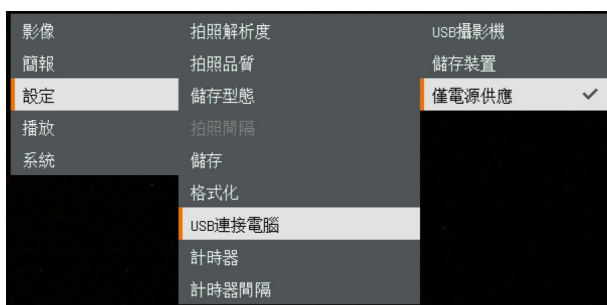 影像
簡報
設定
播放
系統
拍照解析度
拍照品質
儲存型態
拍照間隔
儲存
格式化
USB連接電腦
計時器
計時器間隔
USB攝影機
儲存裝置
僅電源供應